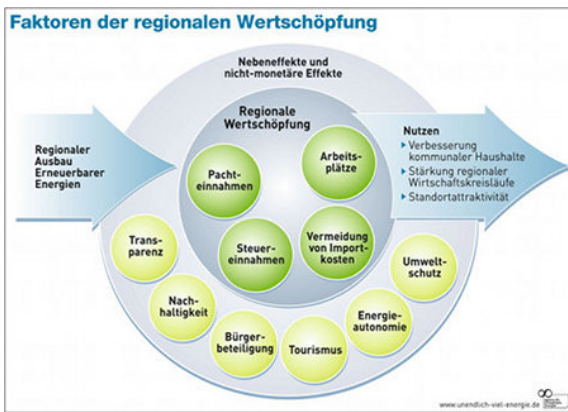 Faktoren der regionalen Wertschöpfung
Nebeneffekte und
nicht-monetäre Effekte
Regionale
Wertschöpfung
Regionaler
Ausbau
Erneuerbarer
Energien
Pacht-
einnahmen
Arbeits-
plätze
Steuer-
einnahmen
Vermeidung
von Import-
kosten
Nutzen
Verbesserung
kommunaler Haushalte
Stärkung regionaler
Wirtschaftskreisläufe
Standortattraktivität
Trans-
parenz
Nach-
haltigkeit
Bürger-
beteiligung
Tourismus
Energie-
autonomie
Umwelt-
schutz
www.unendlich-viel-energie.de